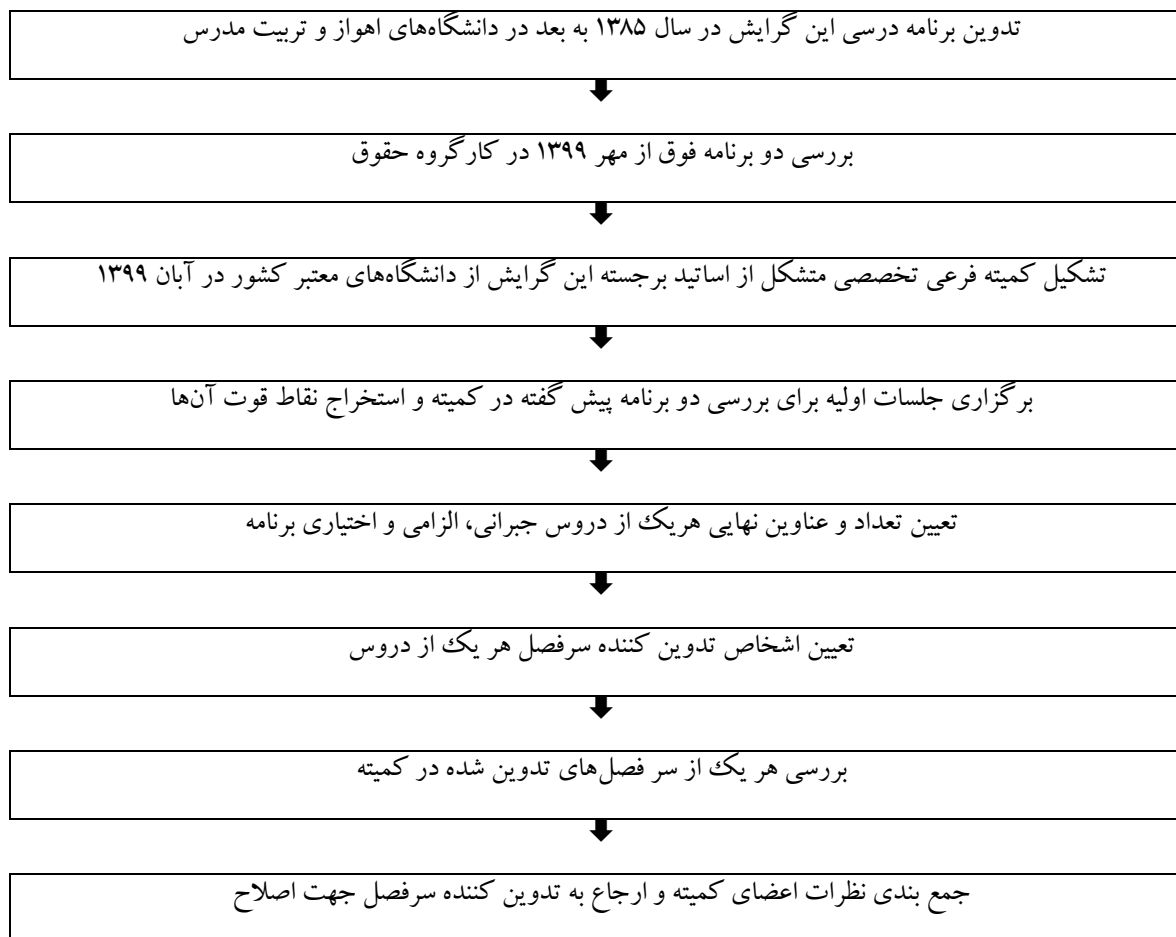 تدوین برنامه درسی این گرایش در سال ۱۳۸۵ به بعد در دانشگاه‌های اهواز و تربیت مدرس
بررسی دو برنامه فوق از مهر ۱۳۹۹ در کارگروه حقوق
تشکیل کمیته فرعی تخصصی متشکل از اساتید برجسته این گرایش از دانشگاه‌های معتبر کشور در آبان ۱۳۹۹
برگزاری جلسات اولیه برای بررسی دو برنامه پیش گفته در کمیته و استخراج نقاط قوت آن‌ها
تعیین تعداد و عناوین نهایی هریک از دروس جبرانی، الزامی و اختیاری برنامه
تعیین اشخاص تدوین کننده سرفصل هر یک از دروس
بررسی هر یک از سر فصل‌های تدوین شده در کمیته
جمع بندی نظرات اعضای کمیته و ارجاع به تدوین کننده سرفصل جهت اصلاح